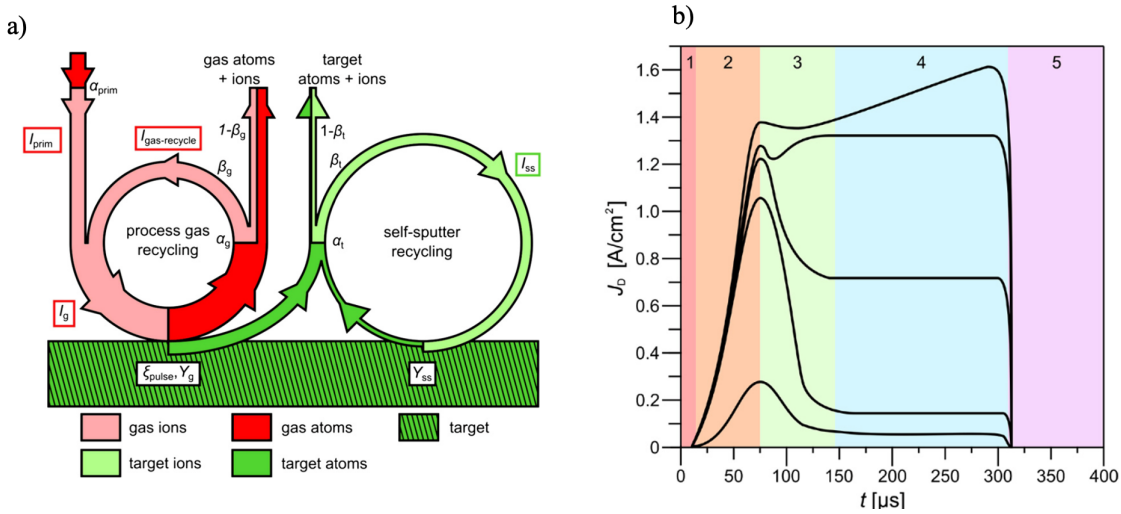 a)
gas atoms
+ ions
target
atoms + ions
α_prim
I_prim
I_gas-recycle
1-β_g
β_g
1-β_t
β_t
I_ss
process gas
recycling
α_g
α_t
self-sputter
recycling
I_g
ξ_pulse, Y_g
Y_ss
gas ions
gas atoms
target
target ions
target atoms
b)
1 2 3 4 5
1.6
1.4
1.2
1.0
0.8
0.6
0.4
0.2
0
J_D [A/cm²]
0 50 100 150 200 250 300 350 400
t [µs]